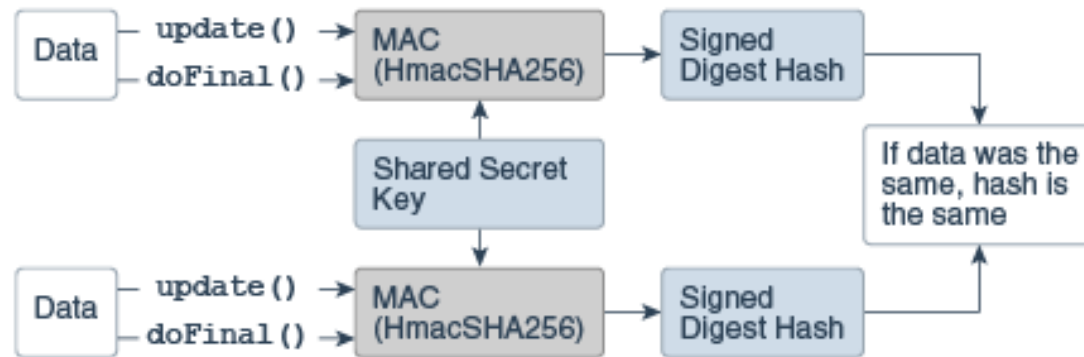 Data
update()
doFinal()
MAC
(HmacSHA256)
Signed
Digest Hash
Shared Secret
Key
If data was the
same, hash is
the same
Data
update()
doFinal()
MAC
(HmacSHA256)
Signed
Digest Hash